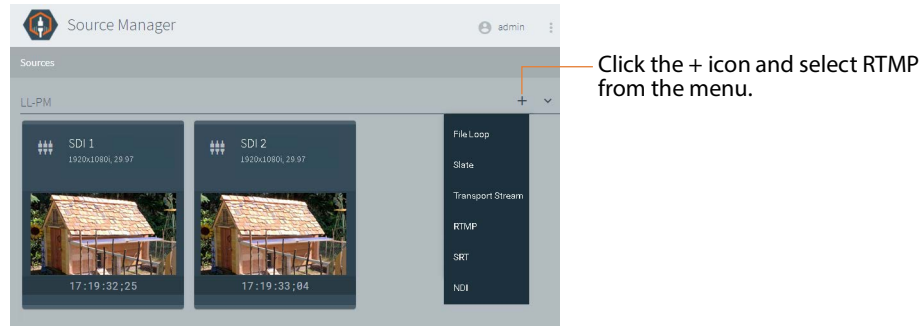 Source Manager
admin
Sources
LL-PM
+
Click the + icon and select RTMP
from the menu.
SDI 1
1920x1080i, 29.97
17:19:32;25
SDI 2
1920x1080i, 29.97
17:19:33;04
File Loop
Slate
Transport Stream
RTMP
SRT
NDI